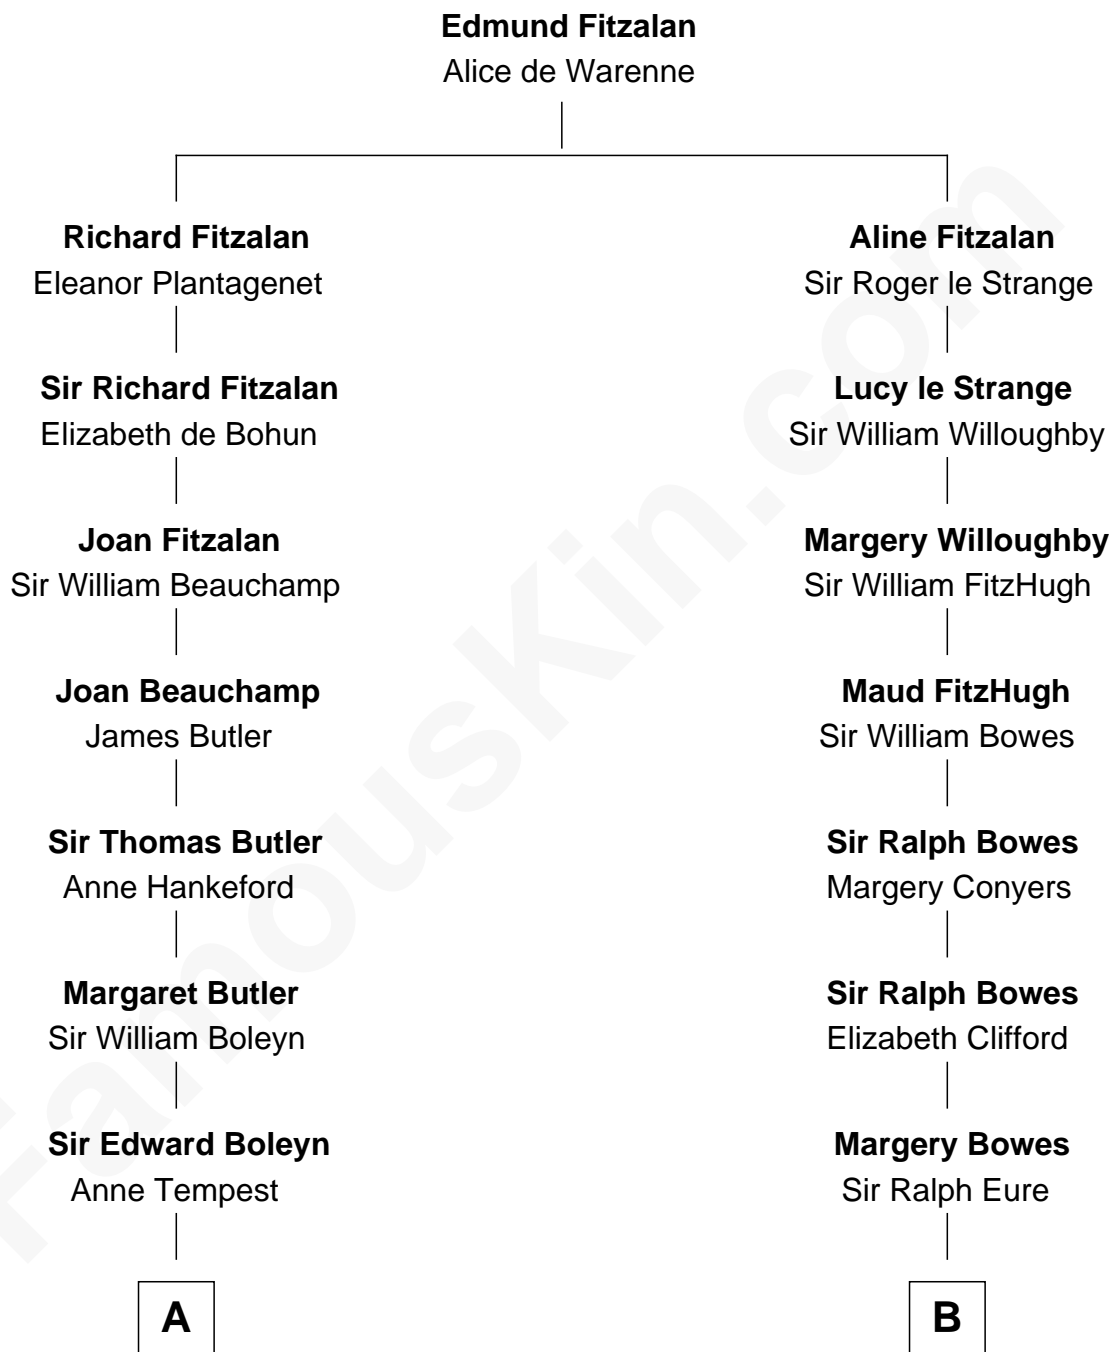 Edmund Fitzalan
Alice de Warenne
Richard Fitzalan
Eleanor Plantagenet
Aline Fitzalan
Sir Roger le Strange
Sir Richard Fitzalan
Elizabeth de Bohun
Lucy le Strange
Sir William Willoughby
Joan Fitzalan
Sir William Beauchamp
Margery Willoughby
Sir William FitzHugh
Joan Beauchamp
James Butler
Maud FitzHugh
Sir William Bowes
Sir Thomas Butler
Anne Hankeford
Sir Ralph Bowes
Margery Conyers
Margaret Butler
Sir William Boleyn
Sir Ralph Bowes
Elizabeth Clifford
Sir Edward Boleyn
Anne Tempest
Margery Bowes
Sir Ralph Eure
A
B
FamousKin.com